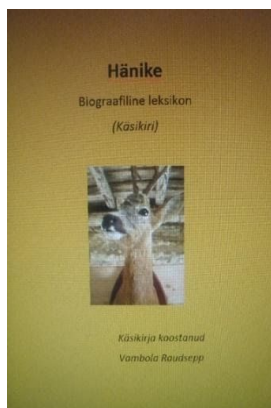 Hänike
Biograafiline leksikon
(Käsikiri)
Käsikirja koostanud
Vambola Raudsepp